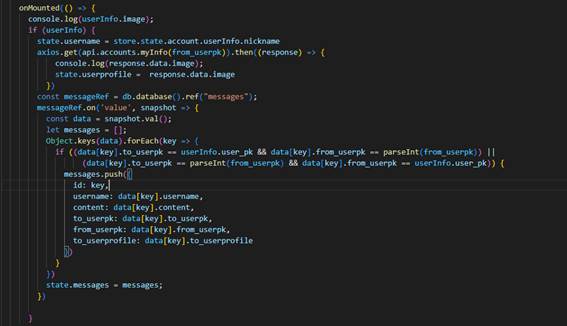 onMounted(() => {
console.log(userInfo.image);
if (userInfo) {
state.username = store.state.account.userInfo.nickname
axios.get(api.accounts.myInfo(from_userpk)).then((response) => {
console.log(response.data.image);
state.userprofile =  response.data.image
})
const messageRef = db.database().ref("messages");
messageRef.on('value', snapshot => {
const data = snapshot.val();
let messages = [];
Object.keys(data).forEach(key => {
if ((data[key].to_userpk == userInfo.user_pk && data[key].from_userpk == parseInt(from_userpk)) ||
(data[key].to_userpk == parseInt(from_userpk) && data[key].from_userpk == userInfo.user_pk)) {
messages.push({
id: key,
username: data[key].username,
content: data[key].content,
to_userpk: data[key].to_userpk,
from_userpk: data[key].from_userpk,
to_userprofile: data[key].to_userprofile
})
}
})
state.messages = messages;
})
}